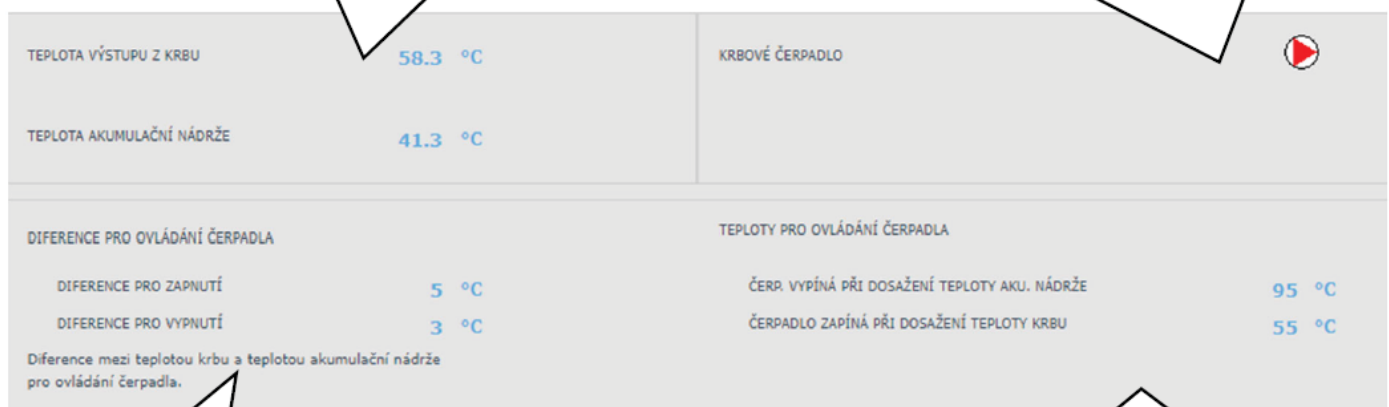 TEPLOTA VÝSTUPU Z KRBU 58.3 °C
KRBOVÉ ČERPADLO
TEPLOTA AKUMULAČNÍ NÁDRŽE 41.3 °C
DIFERENCE PRO OVLÁDÁNÍ ČERPADLA
DIFERENCE PRO ZAPNUTÍ 5 °C
DIFERENCE PRO VYPNUTÍ 3 °C
Diference mezi teplotou krbu a teplotou akumulační nádrže
pro ovládání čerpadla.
TEPLOTY PRO OVLÁDÁNÍ ČERPADLA
ČERP. VYPÍNÁ PŘI DOSAŽENÍ TEPLOTY AKU. NÁDRŽE 95 °C
ČERPADLO ZAPÍNÁ PŘI DOSAŽENÍ TEPLOTY KRBU 55 °C